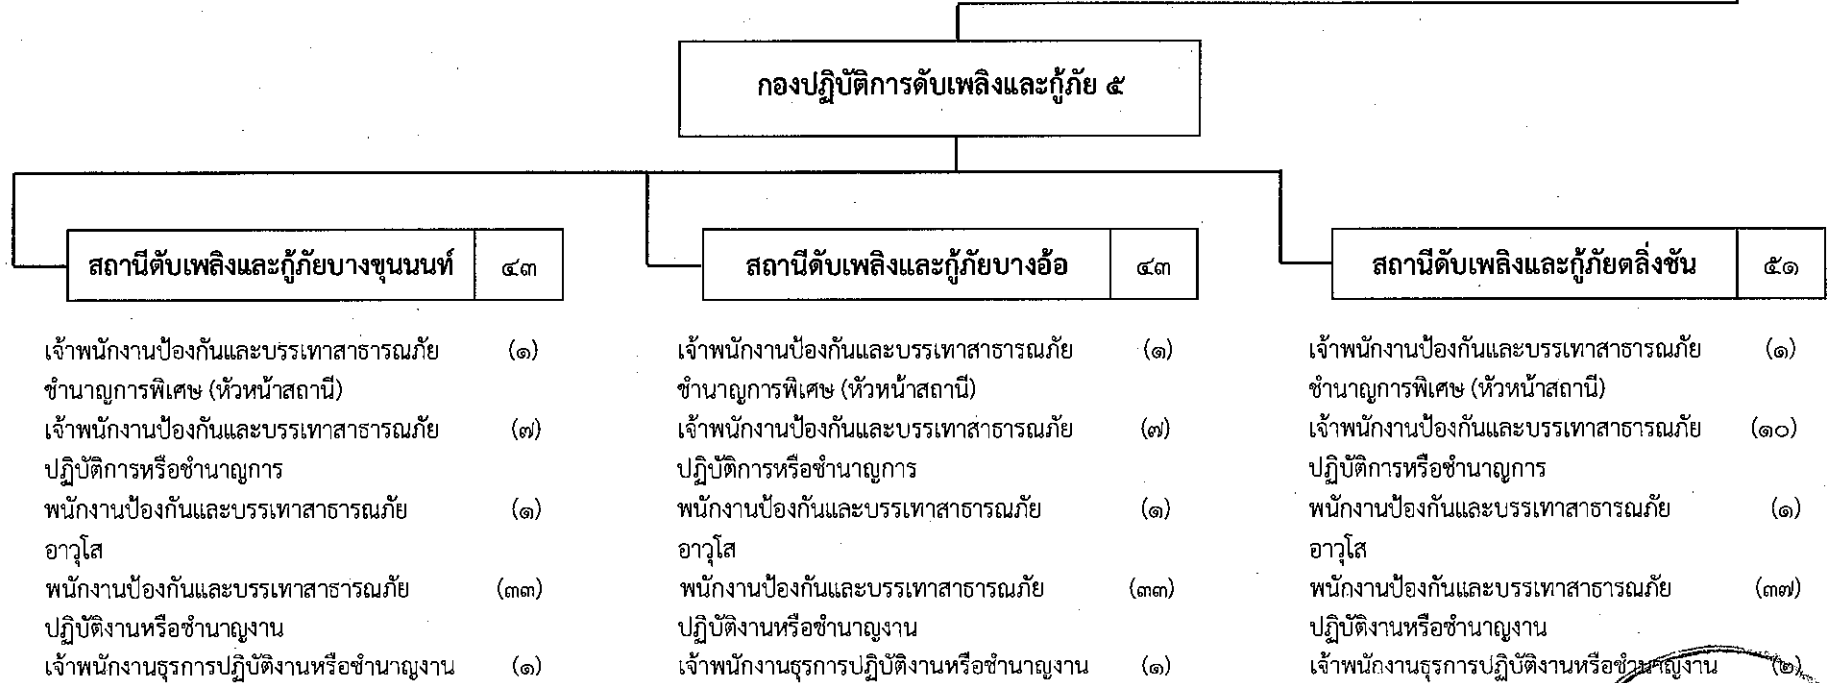 กองปฏิบัติการดับเพลิงและกู้ภัย ๕
สถานีดับเพลิงและกู้ภัยบางขุนนนท์ ๔๓
เจ้าพนักงานป้องกันและบรรเทาสาธารณภัย (๑)
ชำนาญการพิเศษ (หัวหน้าสถานี)
เจ้าพนักงานป้องกันและบรรเทาสาธารณภัย (๗)
ปฏิบัติการหรือชำนาญการ
พนักงานป้องกันและบรรเทาสาธารณภัย (๑)
อาวุโส
พนักงานป้องกันและบรรเทาสาธารณภัย (๓๓)
ปฏิบัติงานหรือชำนาญงาน
เจ้าพนักงานธุรการปฏิบัติงานหรือชำนาญงาน (๑)
สถานีดับเพลิงและกู้ภัยบางอ้อ ๔๓
เจ้าพนักงานป้องกันและบรรเทาสาธารณภัย (๑)
ชำนาญการพิเศษ (หัวหน้าสถานี)
เจ้าพนักงานป้องกันและบรรเทาสาธารณภัย (๗)
ปฏิบัติการหรือชำนาญการ
พนักงานป้องกันและบรรเทาสาธารณภัย (๑)
อาวุโส
พนักงานป้องกันและบรรเทาสาธารณภัย (๓๓)
ปฏิบัติงานหรือชำนาญงาน
เจ้าพนักงานธุรการปฏิบัติงานหรือชำนาญงาน (๑)
สถานีดับเพลิงและกู้ภัยตลิ่งชัน ๕๑
เจ้าพนักงานป้องกันและบรรเทาสาธารณภัย (๑)
ชำนาญการพิเศษ (หัวหน้าสถานี)
เจ้าพนักงานป้องกันและบรรเทาสาธารณภัย (๑๐)
ปฏิบัติการหรือชำนาญการ
พนักงานป้องกันและบรรเทาสาธารณภัย (๑)
อาวุโส
พนักงานป้องกันและบรรเทาสาธารณภัย (๓๗)
ปฏิบัติงานหรือชำนาญงาน
เจ้าพนักงานธุรการปฏิบัติงานหรือชำนาญงาน (๒)